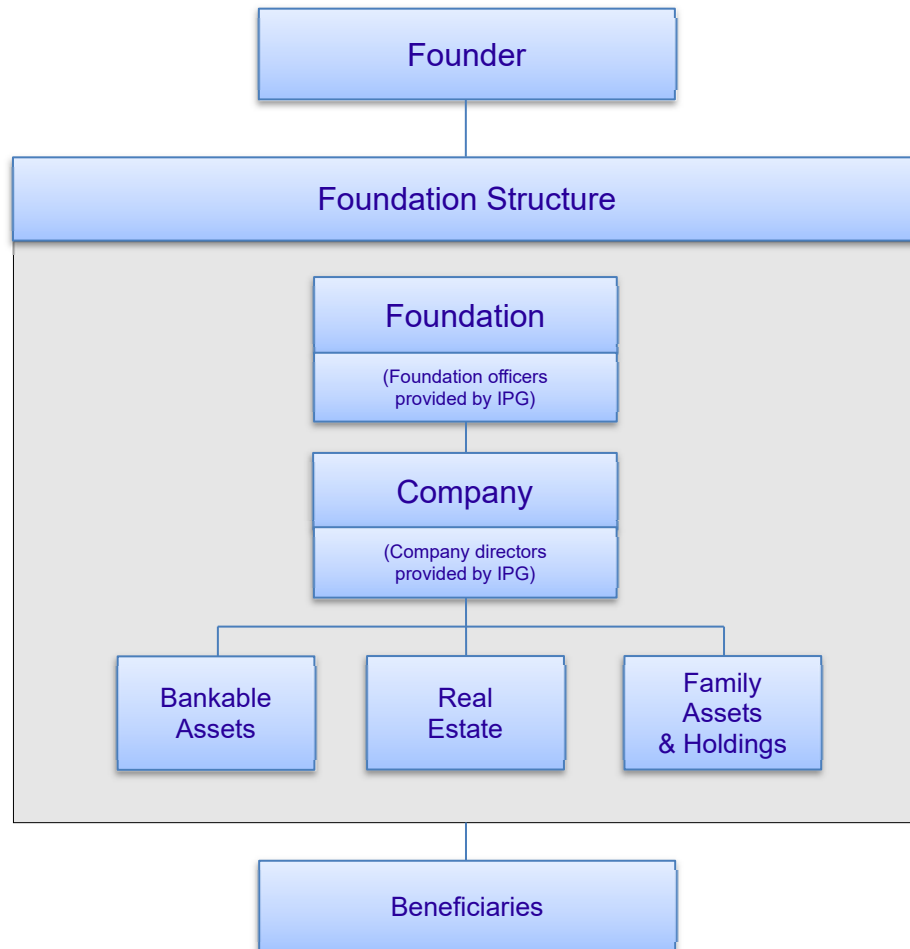 Founder
Foundation Structure
Foundation
(Foundation officers
provided by IPG)
Company
(Company directors
provided by IPG)
Bankable
Assets
Real
Estate
Family
Assets
& Holdings
Beneficiaries